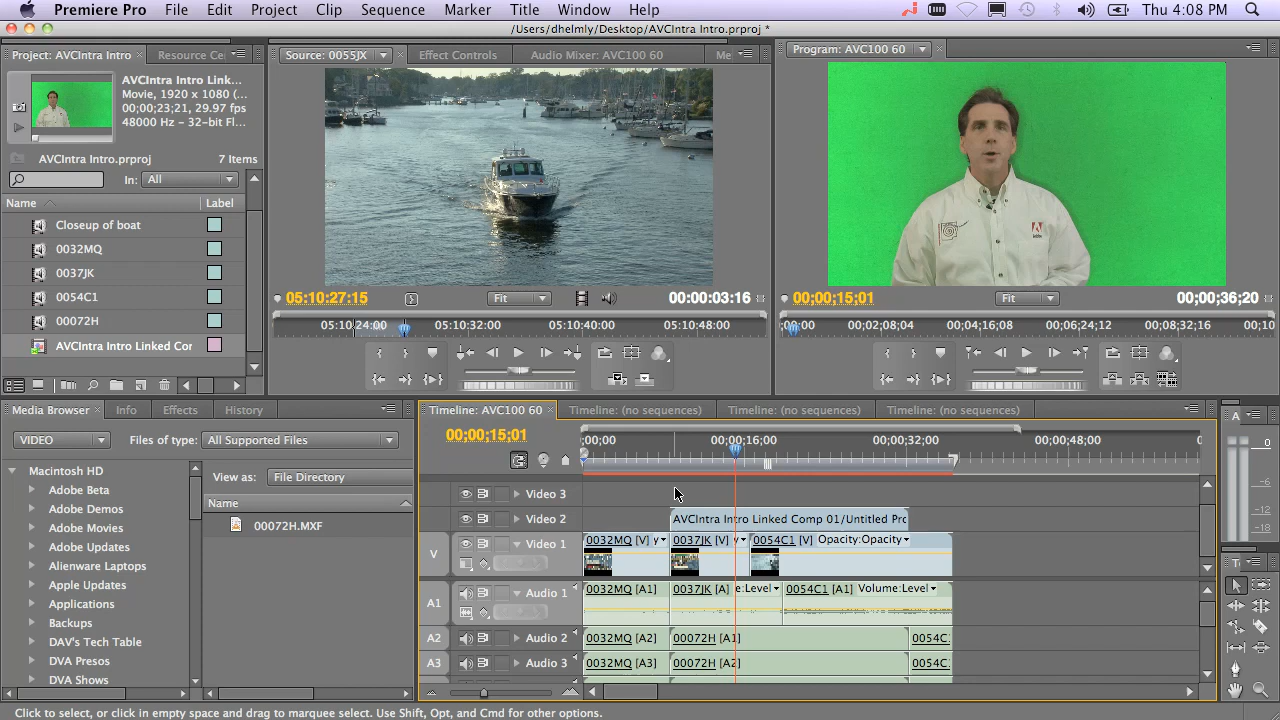 Premiere Pro File Edit Project Clip Sequence Marker Title Window Help Thu 4:08 PM
/Users/dhelmly/Desktop/AVCIntra Intro.prproj *
Project: AVCIntra Intro Resource Ce
AVCIntra Intro Link...
Movie, 1920 x 1080 (...
00;00;23;21, 29.97 fps
48000 Hz - 32-bit Fl...
AVCIntra Intro.prproj 7 Items
In: All
Name Label
Closeup of boat
0032MQ
0037JK
0054C1
00072H
AVCIntra Intro Linked Cor
Source: 0055JX Effect Controls Audio Mixer: AVC100 60 Me
05:10:27:15 Fit 00:00:03:16
05:10:24:00 05:10:32:00 05:10:40:00 05:10:48:00
Program: AVC100 60
Adobe
00;00;15;01 Fit 00;00;36;20
;00;00 00;02;08;04 00;04;16;08 00;06;24;12 00;08;32;16 00;10
Media Browser Info Effects History
VIDEO Files of type: All Supported Files
Macintosh HD
Adobe Beta
Adobe Demos
Adobe Movies
Adobe Updates
Alienware Laptops
Apple Updates
Applications
Backups
DAV's Tech Table
DVA Presos
DVA Shows
View as: File Directory
Name
00072H.MXF
Timeline: AVC100 60 Timeline: (no sequences) Timeline: (no sequences) Timeline: (no sequences)
00;00;15;01
;00;00 00;00;16;00 00;00;32;00 00;00;48;00
Video 3
Video 2 AVCIntra Intro Linked Comp 01/Untitled Prc
V Video 1 0032MQ [V] y 0037JK [V] y 0054C1 [V] Opacity:Opacity
A1 Audio 1 0032MQ [A1] 0037JK [A] e:Level 0054C1 [A1] Volume:Level
A2 Audio 2 0032MQ [A2] 00072H [A1] 0054C:
A3 Audio 3 0032MQ [A3] 00072H [A2] 0054C:
A
0
-6
-12
-18
To
Click to select, or click in empty space and drag to marquee select. Use Shift, Opt, and Cmd for other options.